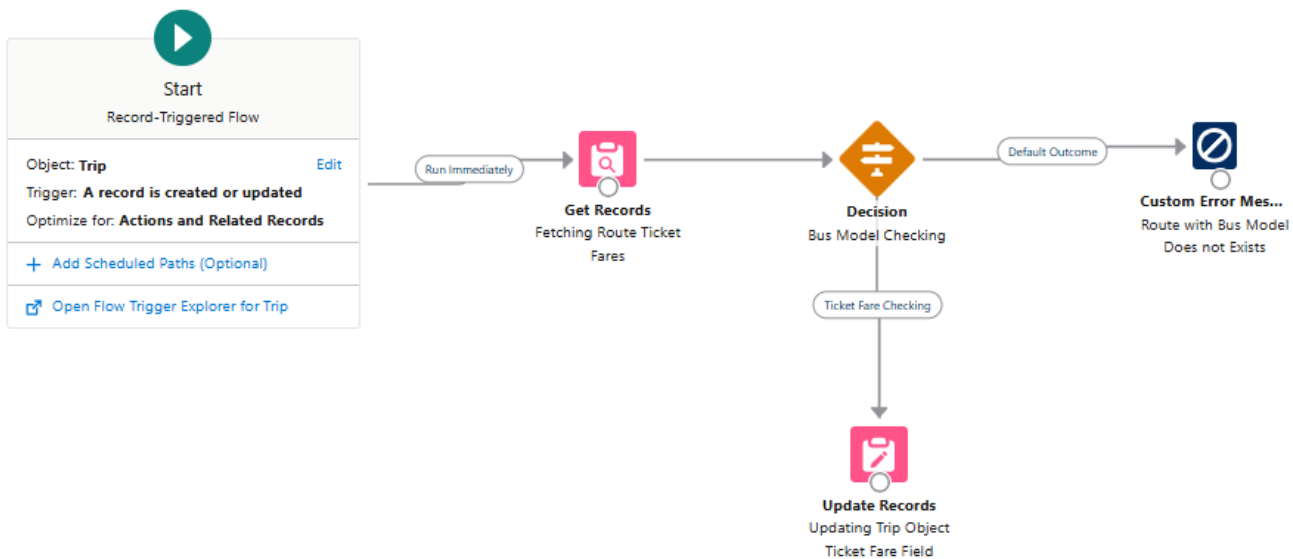 Start
Record-Triggered Flow
Object: Trip
Edit
Trigger: A record is created or updated
Optimize for: Actions and Related Records
+ Add Scheduled Paths (Optional)
Open Flow Trigger Explorer for Trip
Run Immediately
Get Records
Fetching Route Ticket
Fares
Decision
Bus Model Checking
Default Outcome
Custom Error Mes...
Route with Bus Model
Does not Exists
Ticket Fare Checking
Update Records
Updating Trip Object
Ticket Fare Field